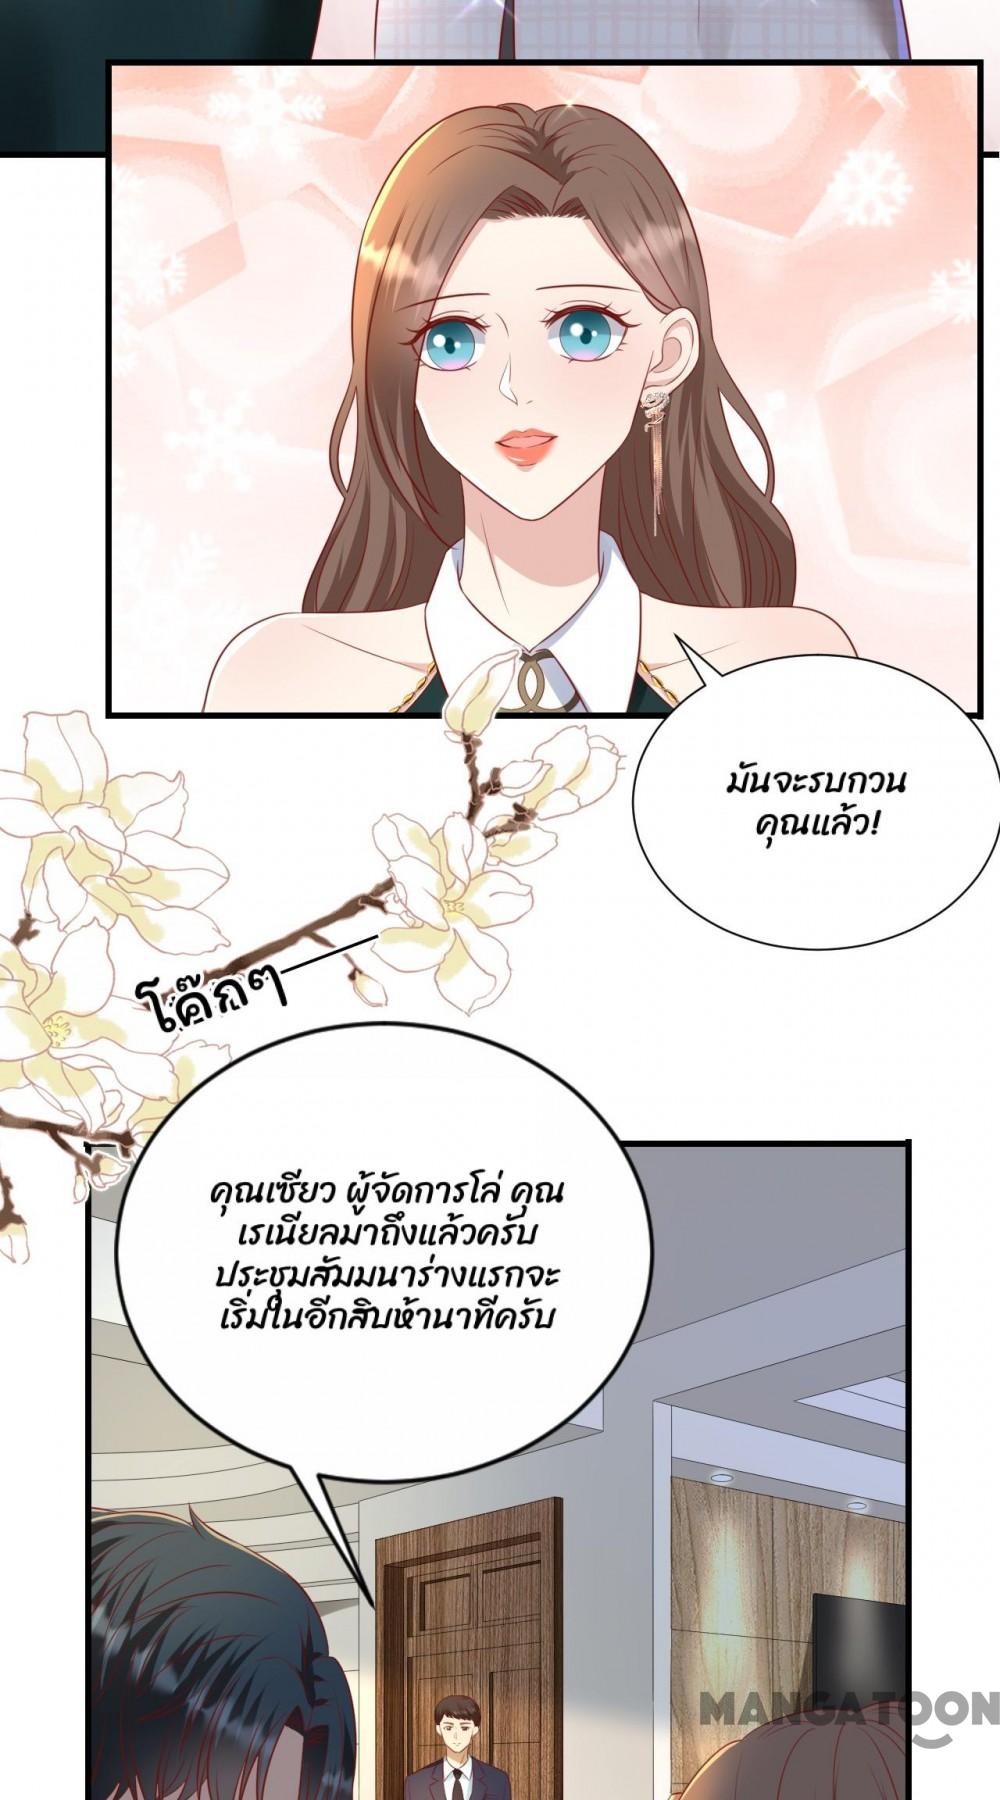 มันจะรบกวน
คุณแล้ว!
โค๊กๆ
คุณเซียว ผู้จัดการโล่ คุณ
เรเนียลมาถึงแล้วครับ
ประชุมสัมมนาร่างแรกจะ
เริ่มในอีกสิบห้านาทีครับ
MANGATOON